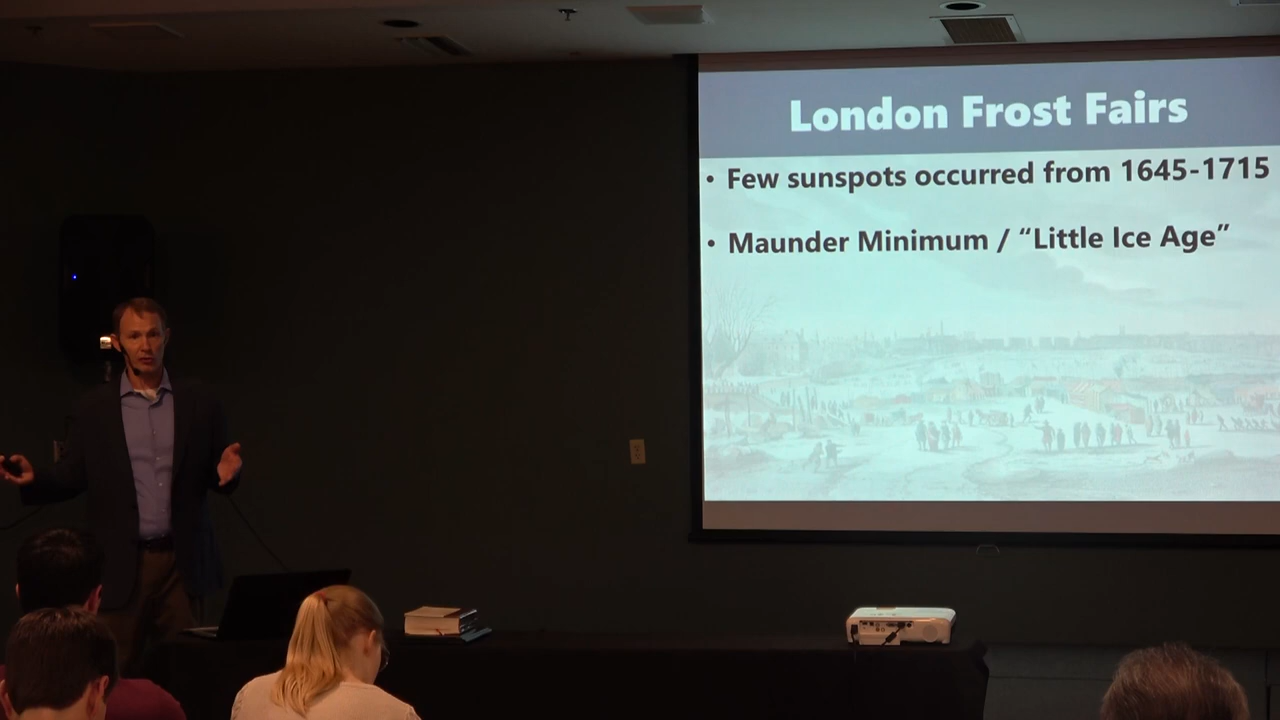 London Frost Fairs
• Few sunspots occurred from 1645-1715
• Maunder Minimum / “Little Ice Age”